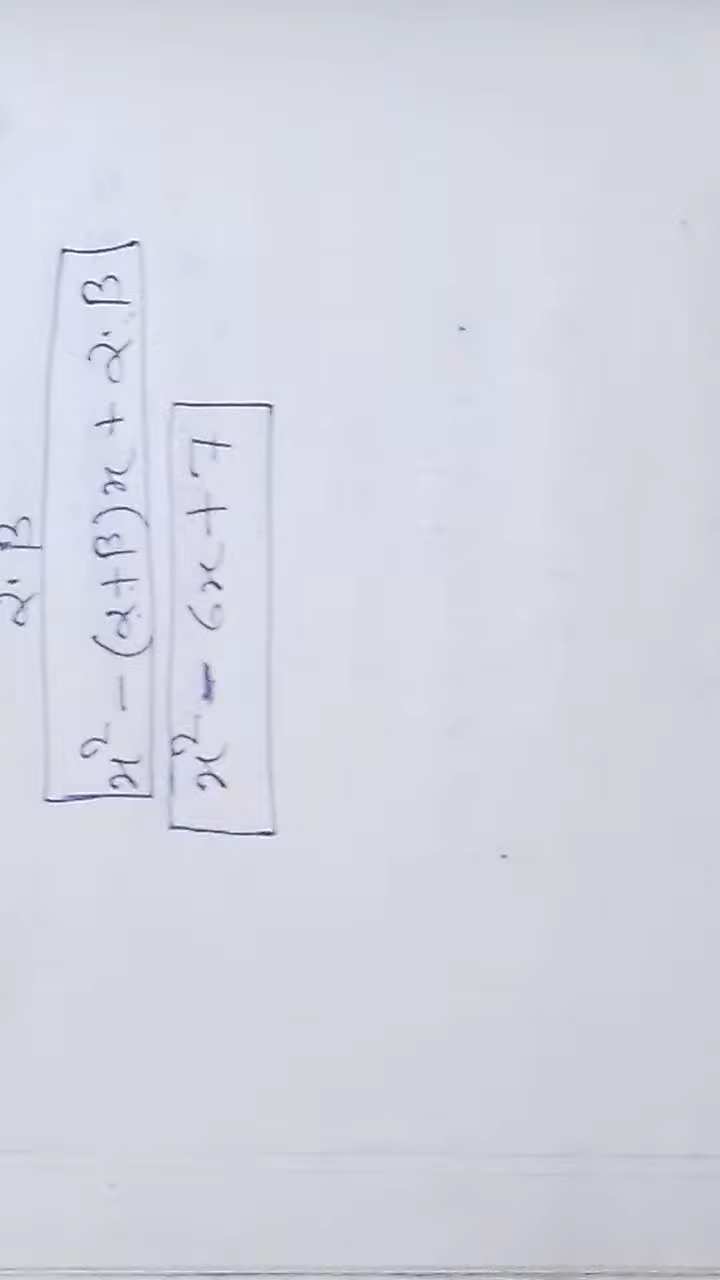 α.β
x² - (α+β)x + α.β
x² - 6x + 7